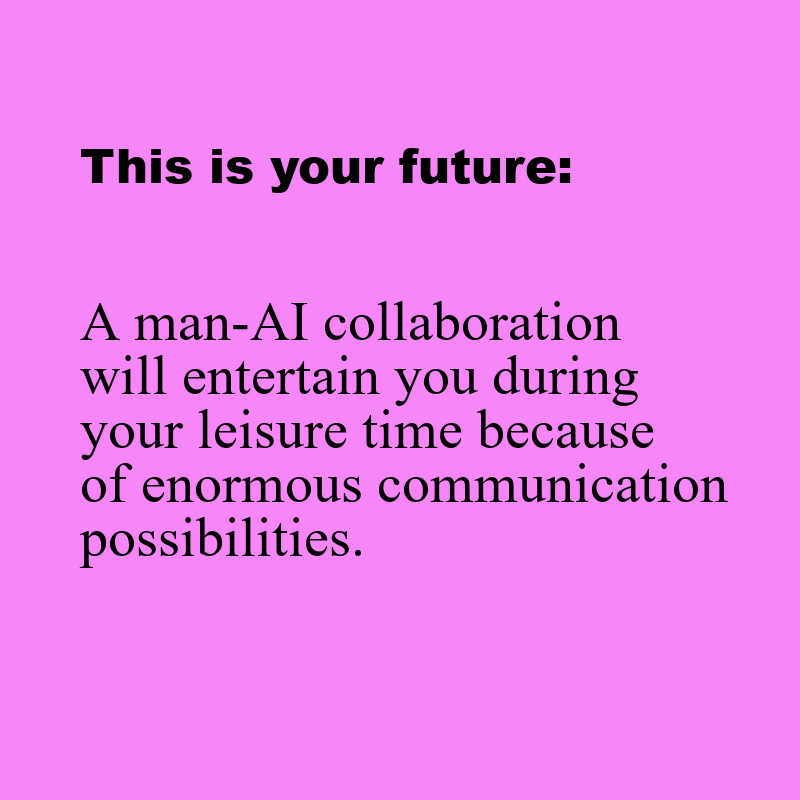 This is your future:
A man-AI collaboration
will entertain you during
your leisure time because
of enormous communication
possibilities.